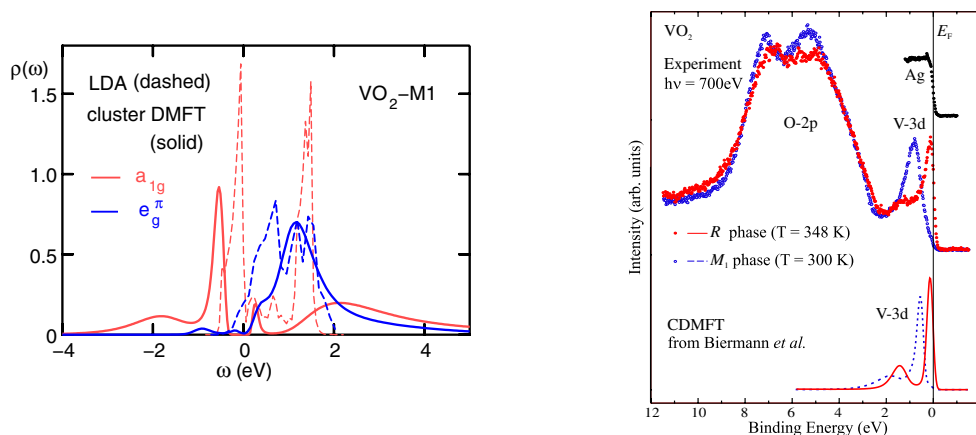 ρ(ω)
LDA (dashed)
cluster DMFT
(solid)
VO2−M1
a1g
egπ
1.5
1.0
0.5
0
−4
−2
0
2
4
ω (eV)
VO2
EF
Experiment
hν = 700eV
Ag
O-2p
V-3d
Intensity (arb. units)
R phase (T = 348 K)
M1 phase (T = 300 K)
V-3d
CDMFT
from Biermann et al.
12
10
8
6
4
2
0
Binding Energy (eV)